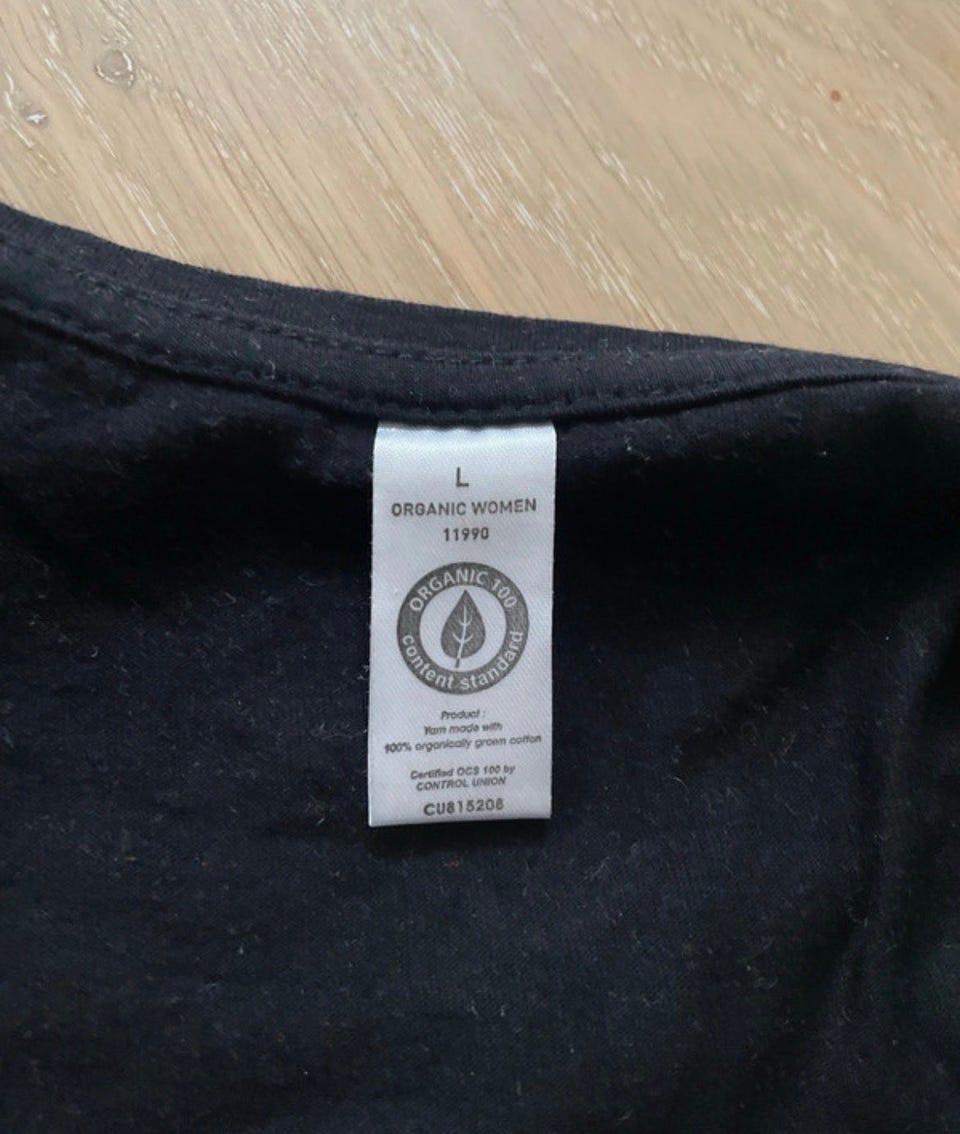 L
ORGANIC WOMEN
11990
ORGANIC 100
content standard
Product :
Yarn made with
100% organically grown cotton
Certified OCS 100 by
CONTROL UNION
CU815208